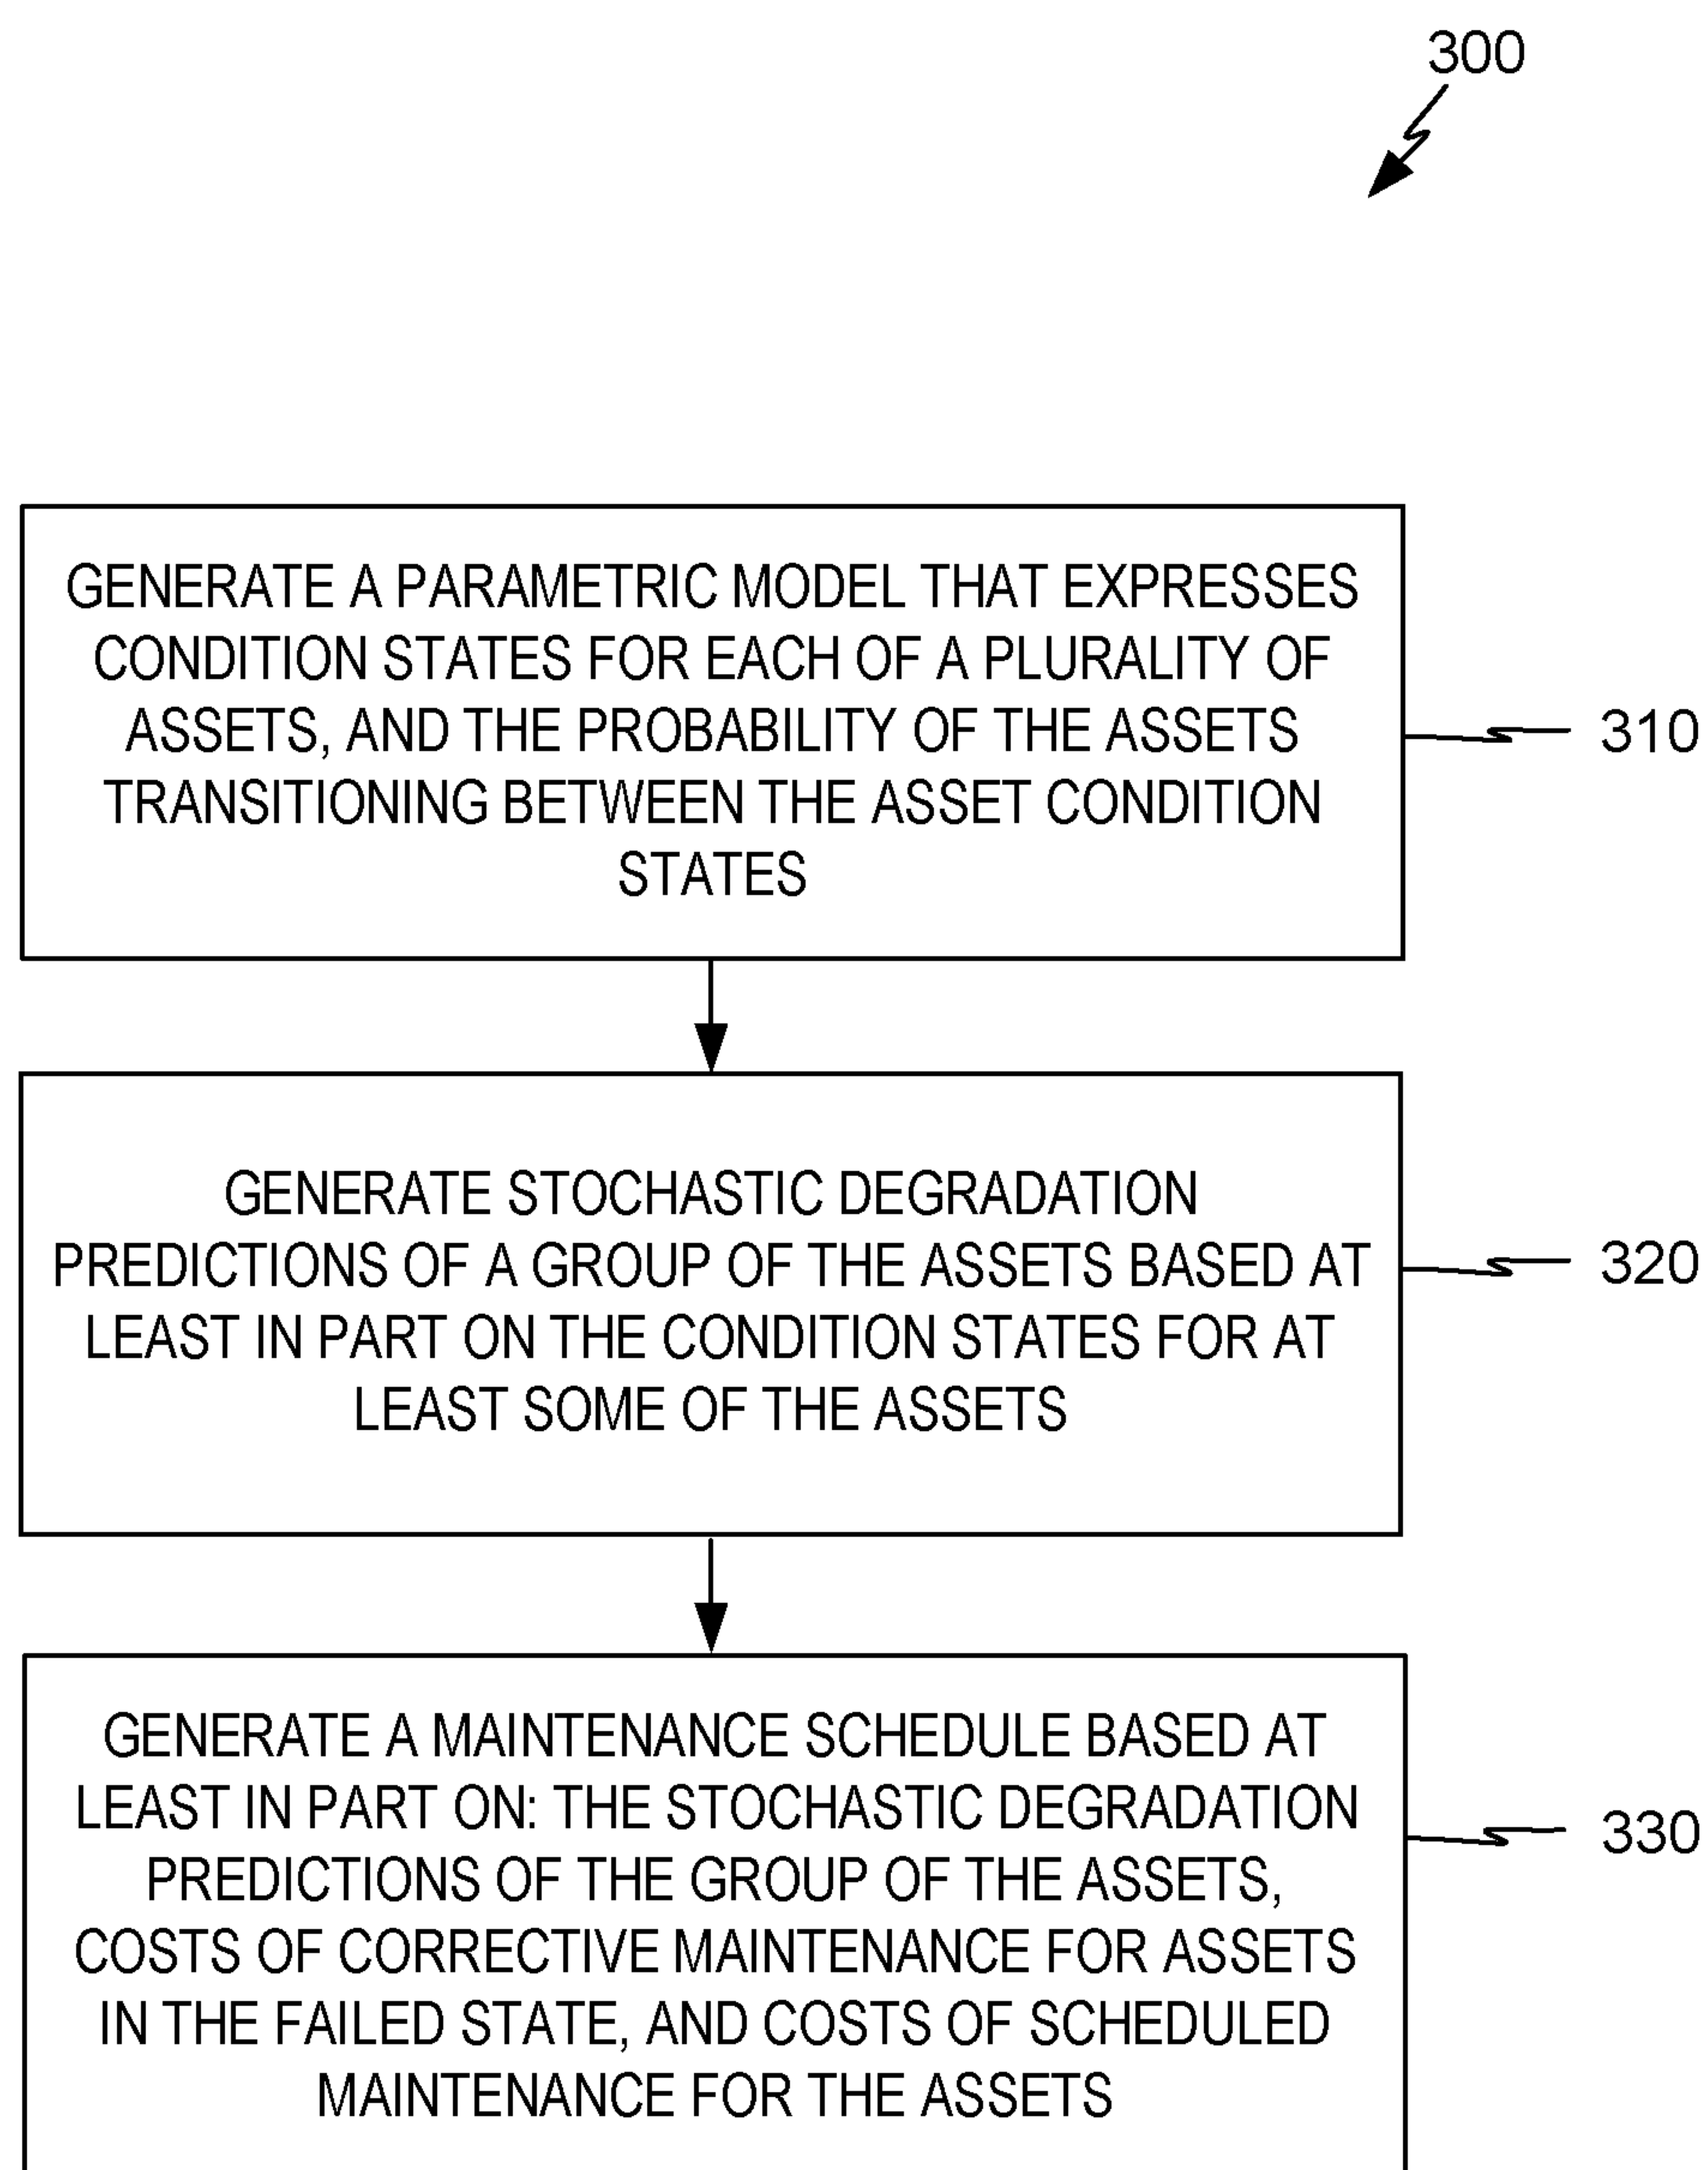 300
GENERATE A PARAMETRIC MODEL THAT EXPRESSES
CONDITION STATES FOR EACH OF A PLURALITY OF
ASSETS, AND THE PROBABILITY OF THE ASSETS
TRANSITIONING BETWEEN THE ASSET CONDITION
STATES
310
GENERATE STOCHASTIC DEGRADATION
PREDICTIONS OF A GROUP OF THE ASSETS BASED AT
LEAST IN PART ON THE CONDITION STATES FOR AT
LEAST SOME OF THE ASSETS
320
GENERATE A MAINTENANCE SCHEDULE BASED AT
LEAST IN PART ON: THE STOCHASTIC DEGRADATION
PREDICTIONS OF THE GROUP OF THE ASSETS,
COSTS OF CORRECTIVE MAINTENANCE FOR ASSETS
IN THE FAILED STATE, AND COSTS OF SCHEDULED
MAINTENANCE FOR THE ASSETS
330